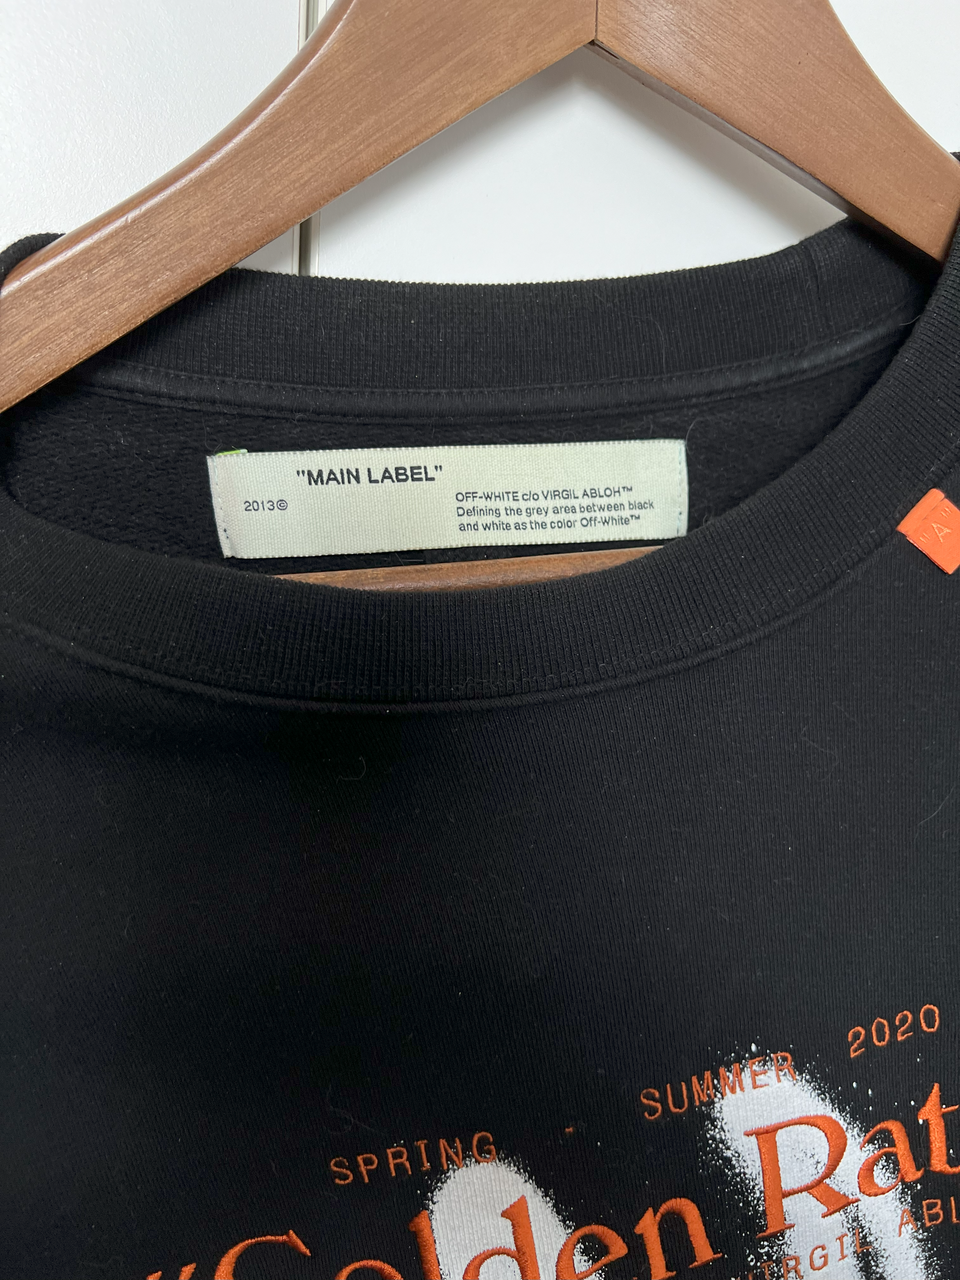 "MAIN LABEL"
2013©
OFF-WHITE c/o VIRGIL ABLOH™
Defining the grey area between black
and white as the color Off-White™
"A"
SPRING - SUMMER 2020
"Golden Rat
VIRGIL ABL